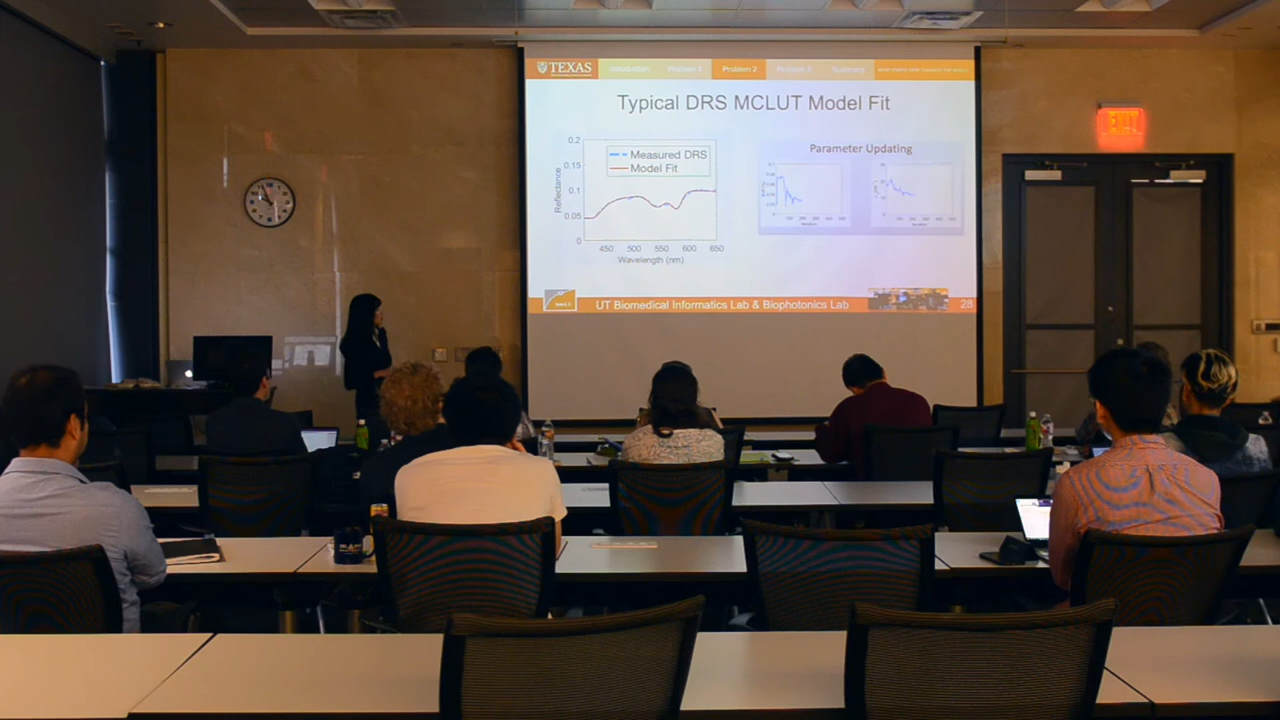 TEXAS
Introduction
Problem 1
Problem 2
Problem 3
Summary
EXIT
Typical DRS MCLUT Model Fit
Parameter Updating
0.2
0.15
0.1
0.05
0
Reflectance
Measured DRS
Model Fit
450 500 550 600 650
Wavelength (nm)
UT Biomedical Informatics Lab & Biophotonics Lab
28